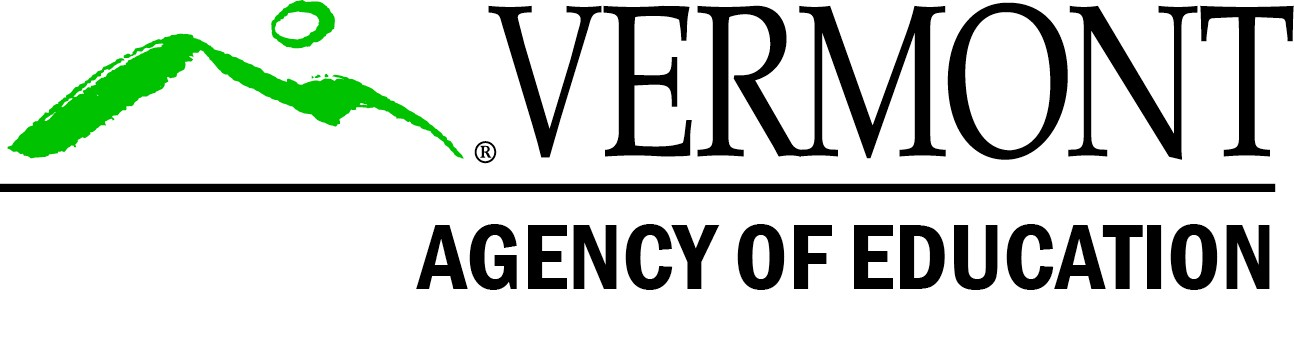 ® VERMONT
AGENCY OF EDUCATION